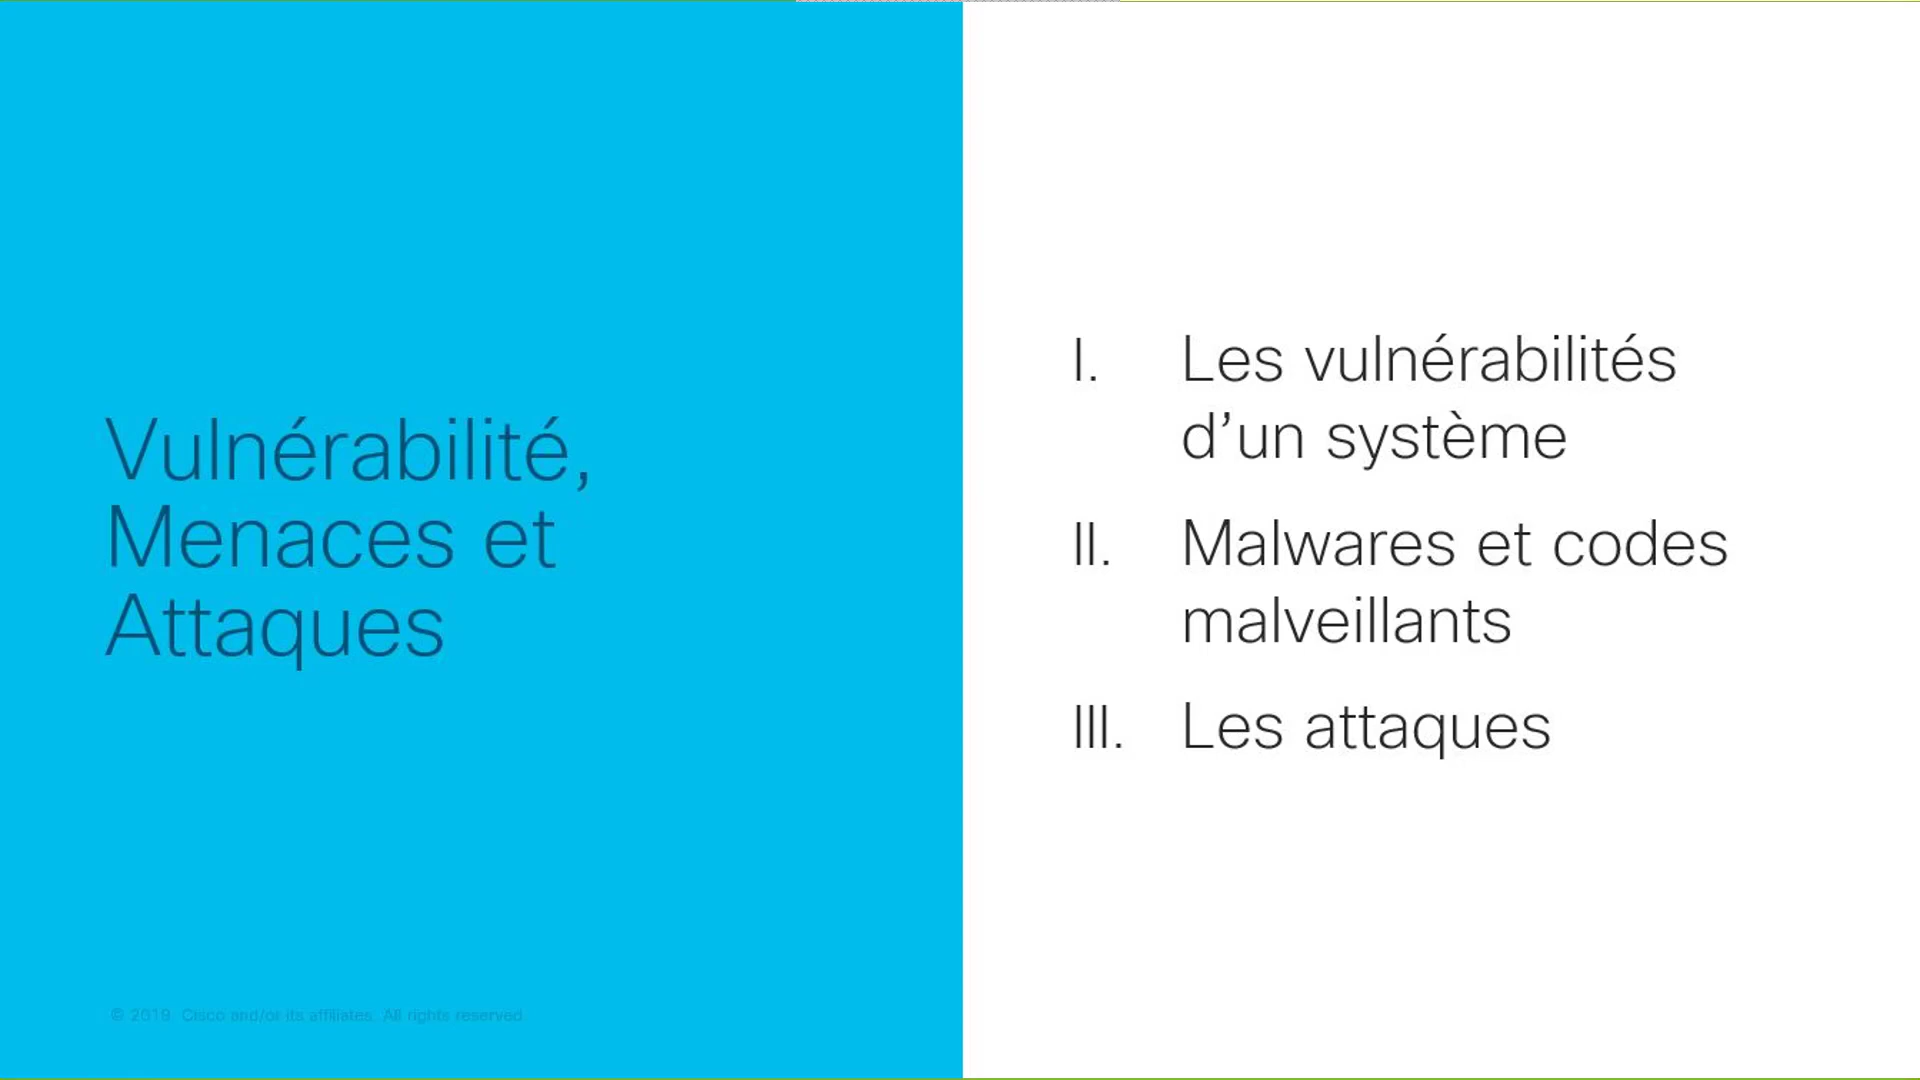 Vulnérabilité,
Menaces et
Attaques
© 2019 Cisco and/or its affiliates. All rights reserved.
I. Les vulnérabilités
d’un système
II. Malwares et codes
malveillants
III. Les attaques